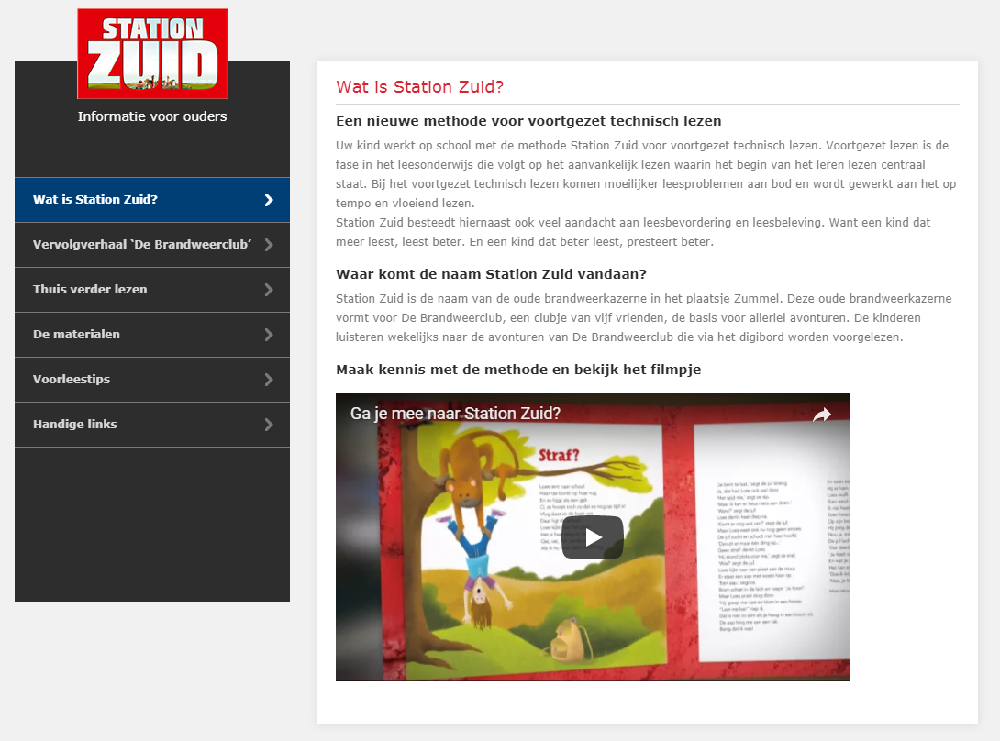 STATION
ZUID
Informatie voor ouders
Wat is Station Zuid?
Vervolgverhaal ‘De Brandweerclub’
Thuis verder lezen
De materialen
Voorleestips
Handige links
Wat is Station Zuid?
Een nieuwe methode voor voortgezet technisch lezen
Uw kind werkt op school met de methode Station Zuid voor voortgezet technisch lezen. Voortgezet lezen is de
fase in het leesonderwijs die volgt op het aanvankelijk lezen waarin het begin van het leren lezen centraal
staat. Bij het voortgezet technisch lezen komen moeilijker leesproblemen aan bod en wordt gewerkt aan het op
tempo en vloeiend lezen.
Station Zuid besteedt hiernaast ook veel aandacht aan leesbevordering en leesbeleving. Want een kind dat
meer leest, leest beter. En een kind dat beter leest, presteert beter.
Waar komt de naam Station Zuid vandaan?
Station Zuid is de naam van de oude brandweerkazerne in het plaatsje Zummel. Deze oude brandweerkazerne
vormt voor De Brandweerclub, een clubje van vijf vrienden, de basis voor allerlei avonturen. De kinderen
luisteren wekelijks naar de avonturen van De Brandweerclub die via het digibord worden voorgelezen.
Maak kennis met de methode en bekijk het filmpje
Ga je mee naar Station Zuid?
Straf?
Loes rent naar school.